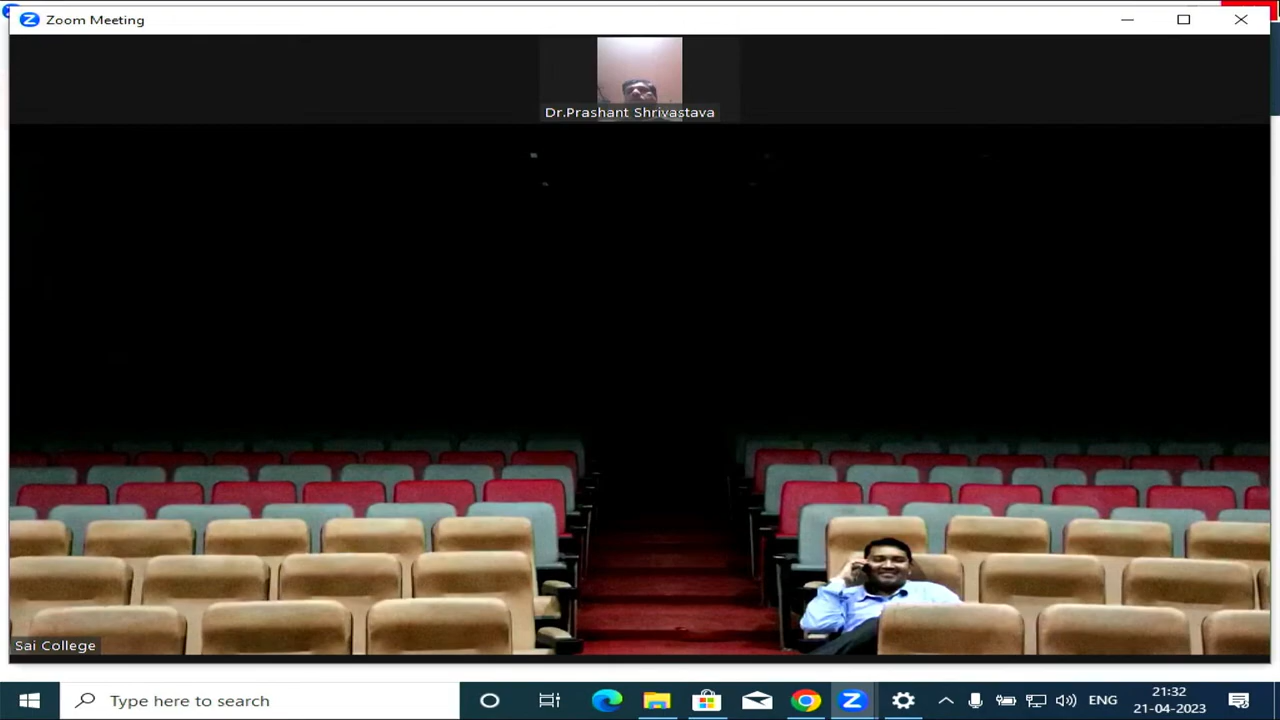 Zoom Meeting
Dr.Prashant Shrivastava
Sai College
Type here to search
ENG
21:32
21-04-2023